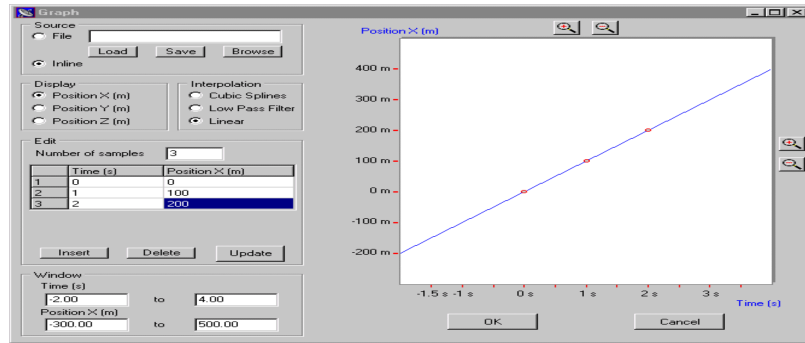 Graph
Source
File
Load Save Browse
Inline
Display
Position X (m)
Position Y (m)
Position Z (m)
Interpolation
Cubic Splines
Low Pass Filter
Linear
Edit
Number of samples 3
Time (s) Position X (m)
1 0 0
2 1 100
3 2 200
Insert Delete Update
Window
Time (s)
-2.00 to 4.00
Position X (m)
-300.00 to 500.00
Position X (m)
400 m
300 m
200 m
100 m
0 m
-100 m
-200 m
-1.5 s -1 s 0 s 1 s 2 s 3 s
Time (s)
OK Cancel